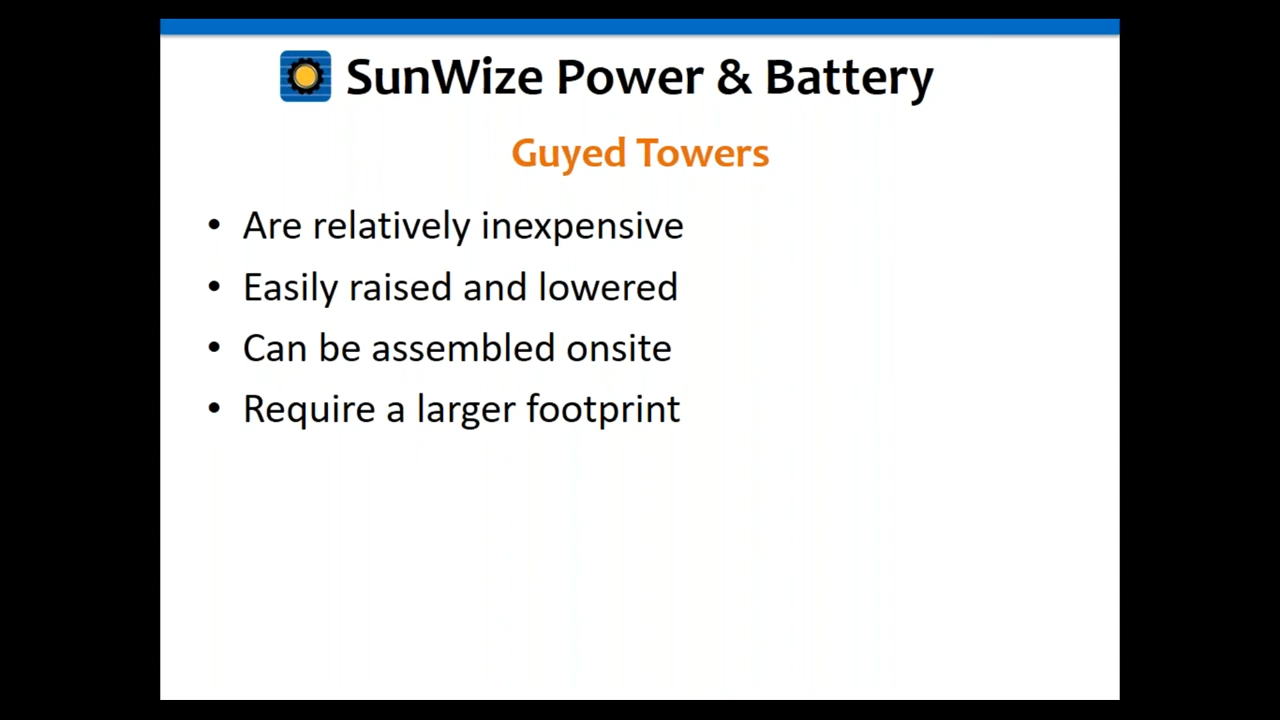 SunWize Power & Battery
Guyed Towers
• Are relatively inexpensive
• Easily raised and lowered
• Can be assembled onsite
• Require a larger footprint